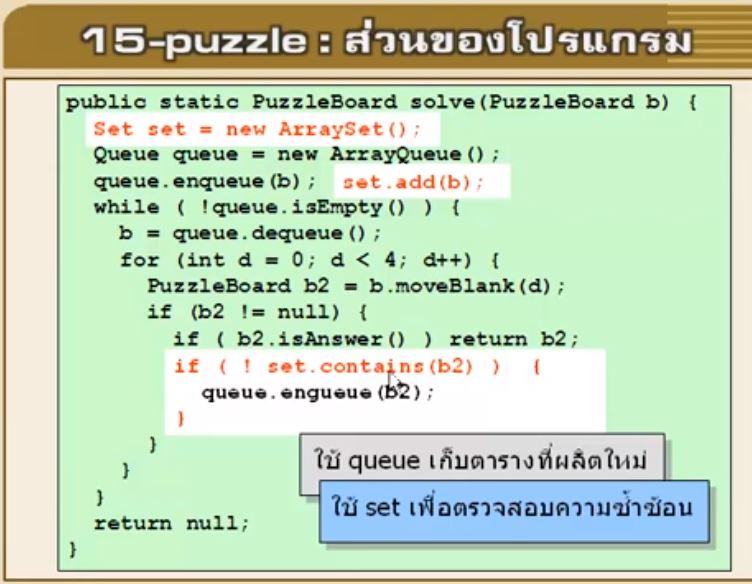 15-puzzle : ส่วนของโปรแกรม
public static PuzzleBoard solve(PuzzleBoard b) {
Set set = new ArraySet();
Queue queue = new ArrayQueue();
queue.enqueue(b); set.add(b);
while ( !queue.isEmpty() ) {
b = queue.dequeue();
for (int d = 0; d < 4; d++) {
PuzzleBoard b2 = b.moveBlank(d);
if (b2 != null) {
if ( b2.isAnswer() ) return b2;
if ( ! set.contains(b2) ) {
queue.enqueue(b2);
}
}
}
}
return null;
}
ใช้ queue เก็บตารางที่ผลิตใหม่
ใช้ set เพื่อตรวจสอบความซ้ำซ้อน